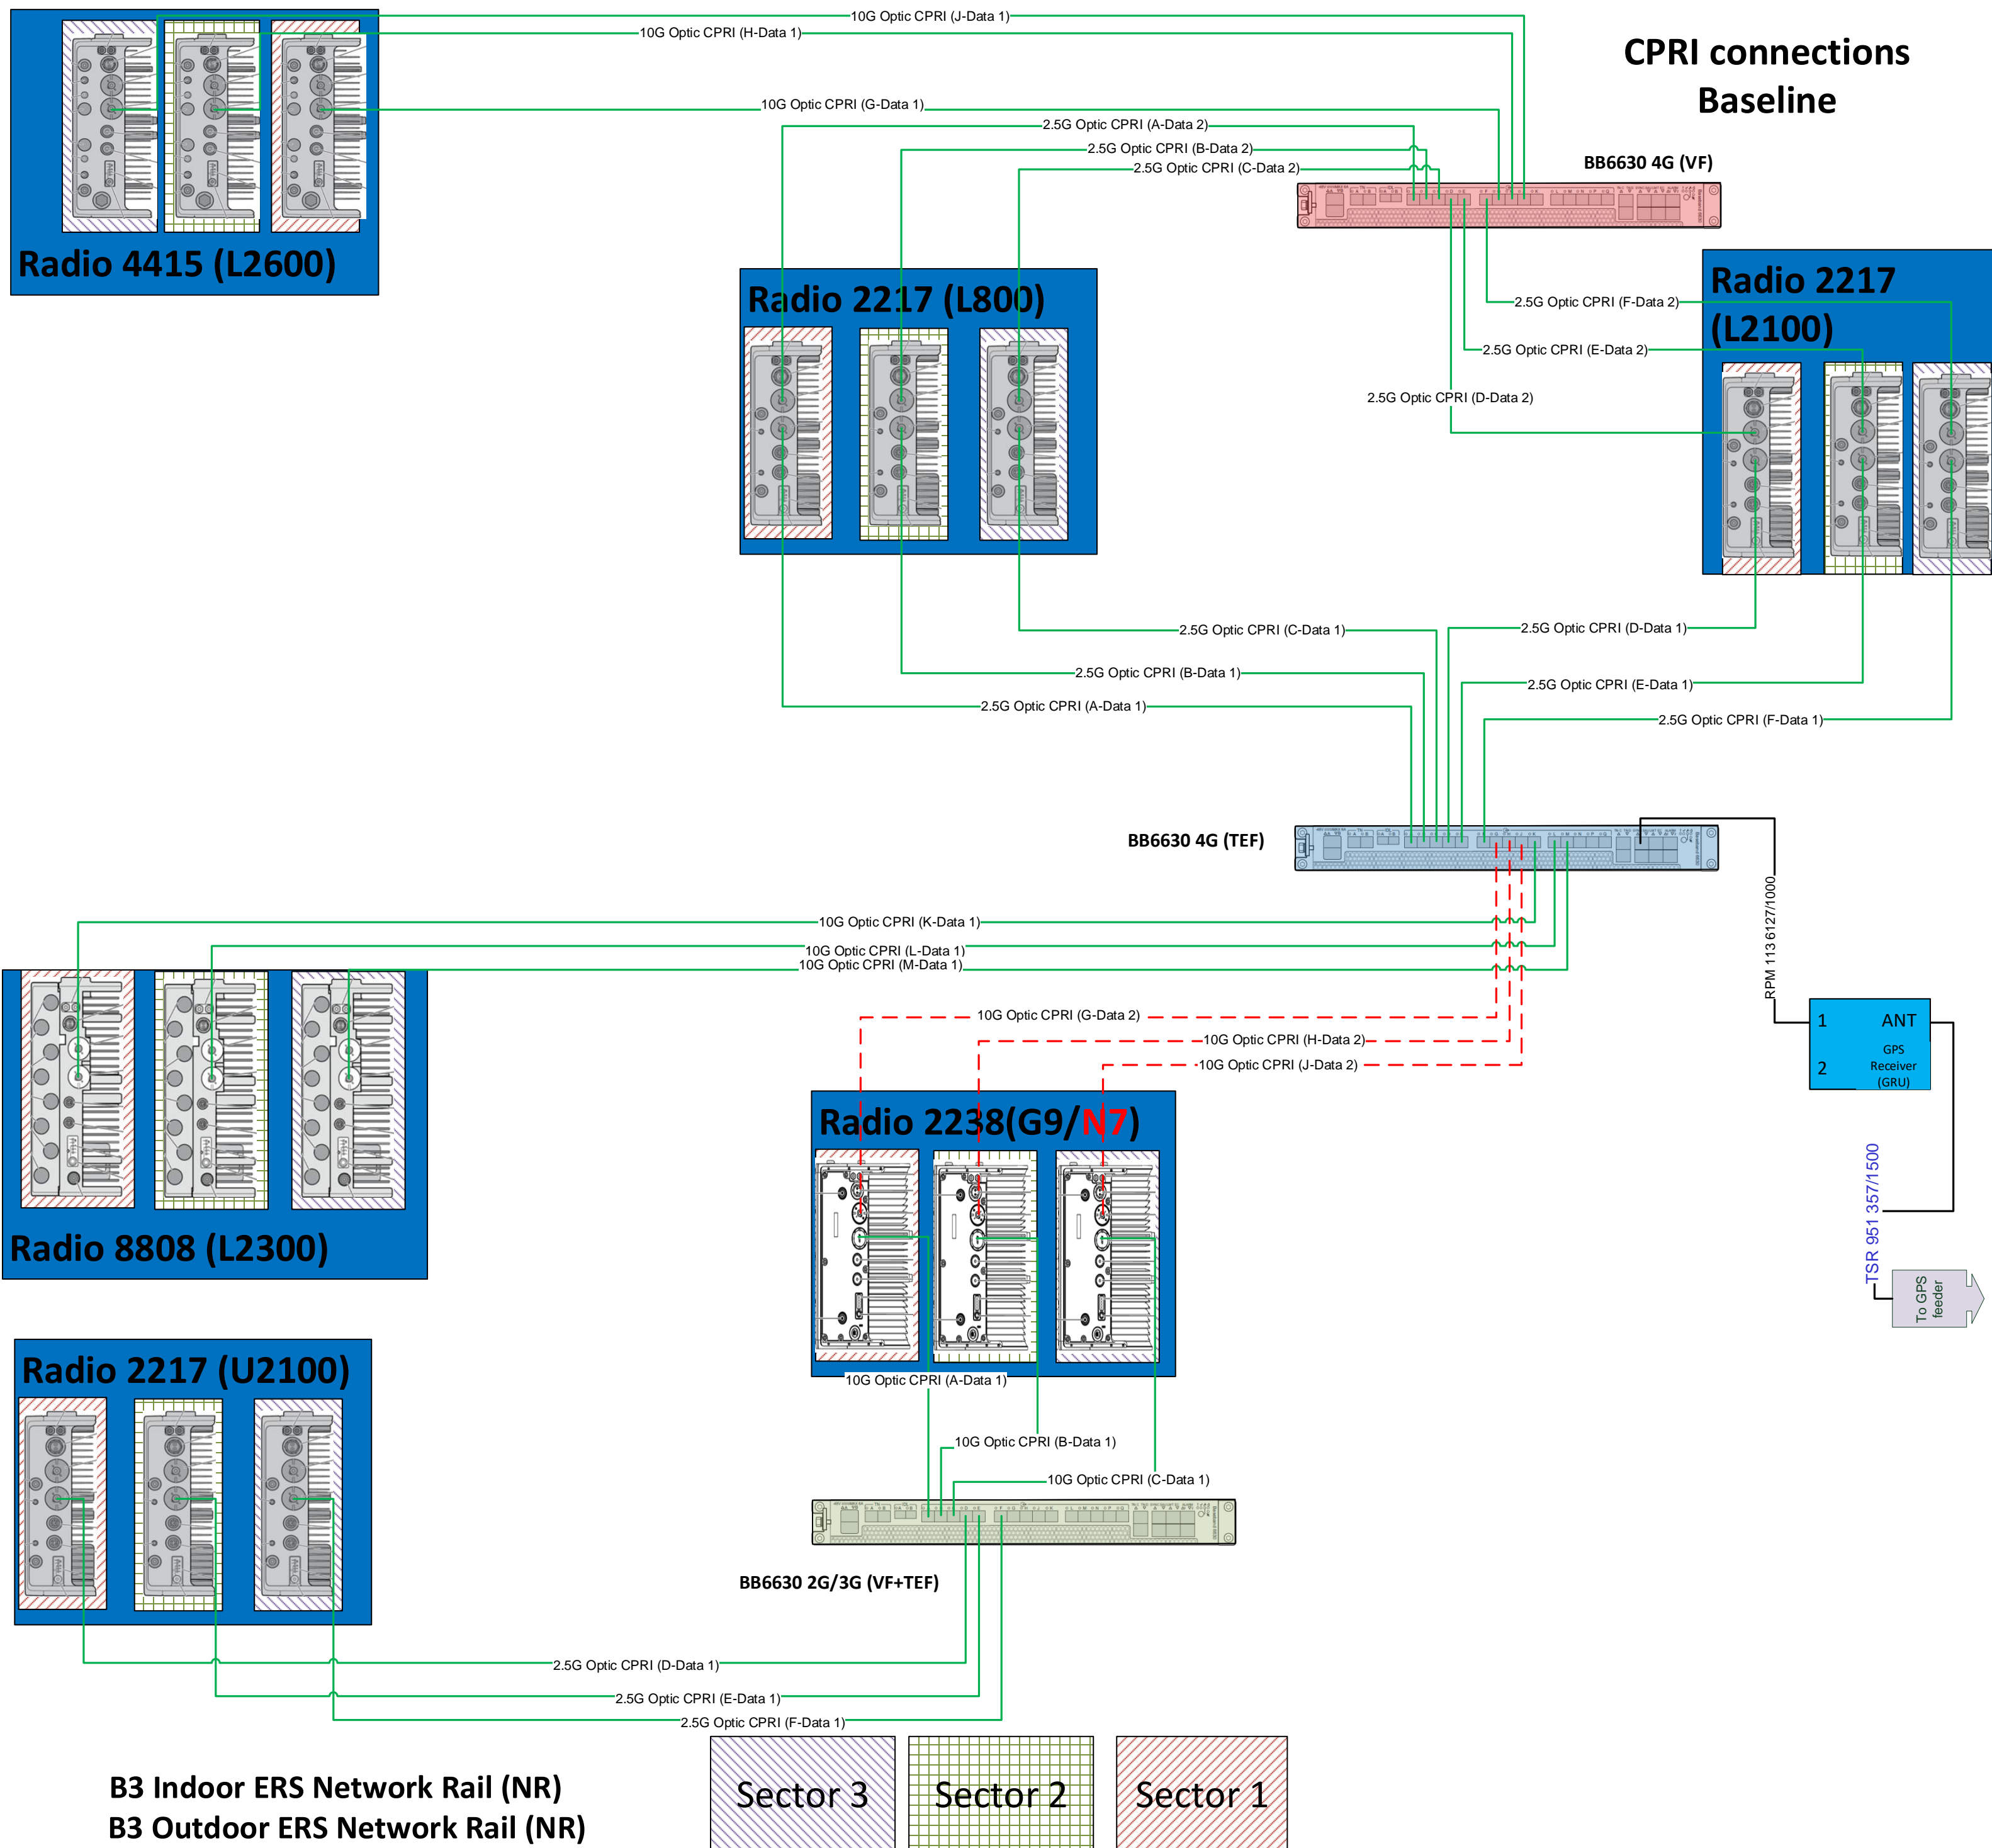 10G Optic CPRI (J-Data 1)
10G Optic CPRI (H-Data 1)
CPRI connections
Baseline
10G Optic CPRI (G-Data 1)
2.5G Optic CPRI (A-Data 2)
2.5G Optic CPRI (B-Data 2)
2.5G Optic CPRI (C-Data 2)
BB6630 4G (VF)
Radio 4415 (L2600)
Radio 2217 (L800)
Radio 2217
(L2100)
2.5G Optic CPRI (F-Data 2)
2.5G Optic CPRI (E-Data 2)
2.5G Optic CPRI (D-Data 2)
2.5G Optic CPRI (C-Data 1)
2.5G Optic CPRI (D-Data 1)
2.5G Optic CPRI (B-Data 1)
2.5G Optic CPRI (E-Data 1)
2.5G Optic CPRI (A-Data 1)
2.5G Optic CPRI (F-Data 1)
BB6630 4G (TEF)
RPM 113 6127/1000
10G Optic CPRI (K-Data 1)
10G Optic CPRI (L-Data 1)
10G Optic CPRI (M-Data 1)
10G Optic CPRI (G-Data 2)
10G Optic CPRI (H-Data 2)
10G Optic CPRI (J-Data 2)
1 ANT
GPS
2 Receiver
(GRU)
Radio 2238(G9/N7)
Radio 8808 (L2300)
TSR 951 357/1500
To GPS
feeder
Radio 2217 (U2100)
10G Optic CPRI (A-Data 1)
10G Optic CPRI (B-Data 1)
10G Optic CPRI (C-Data 1)
BB6630 2G/3G (VF+TEF)
2.5G Optic CPRI (D-Data 1)
2.5G Optic CPRI (E-Data 1)
2.5G Optic CPRI (F-Data 1)
B3 Indoor ERS Network Rail (NR)
B3 Outdoor ERS Network Rail (NR)
Sector 3
Sector 2
Sector 1